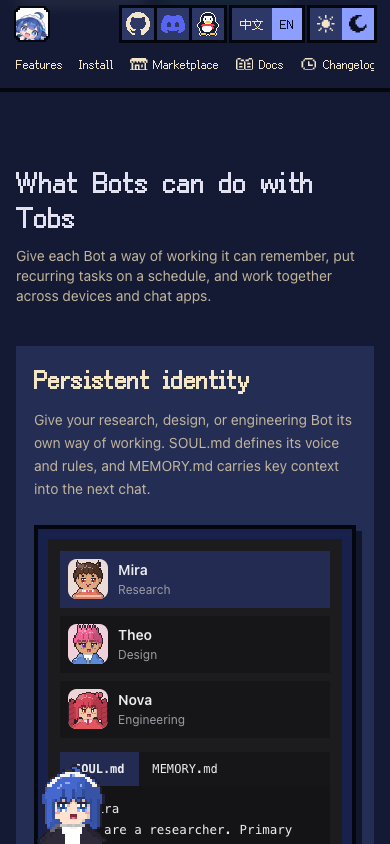 中文 EN
Features Install Marketplace Docs Changelog
What Bots can do with
Tobs
Give each Bot a way of working it can remember, put
recurring tasks on a schedule, and work together
across devices and chat apps.
Persistent identity
Give your research, design, or engineering Bot its
own way of working. SOUL.md defines its voice
and rules, and MEMORY.md carries key context
into the next chat.
Mira
Research
Theo
Design
Nova
Engineering
SOUL.md MEMORY.md
are a researcher. Primary